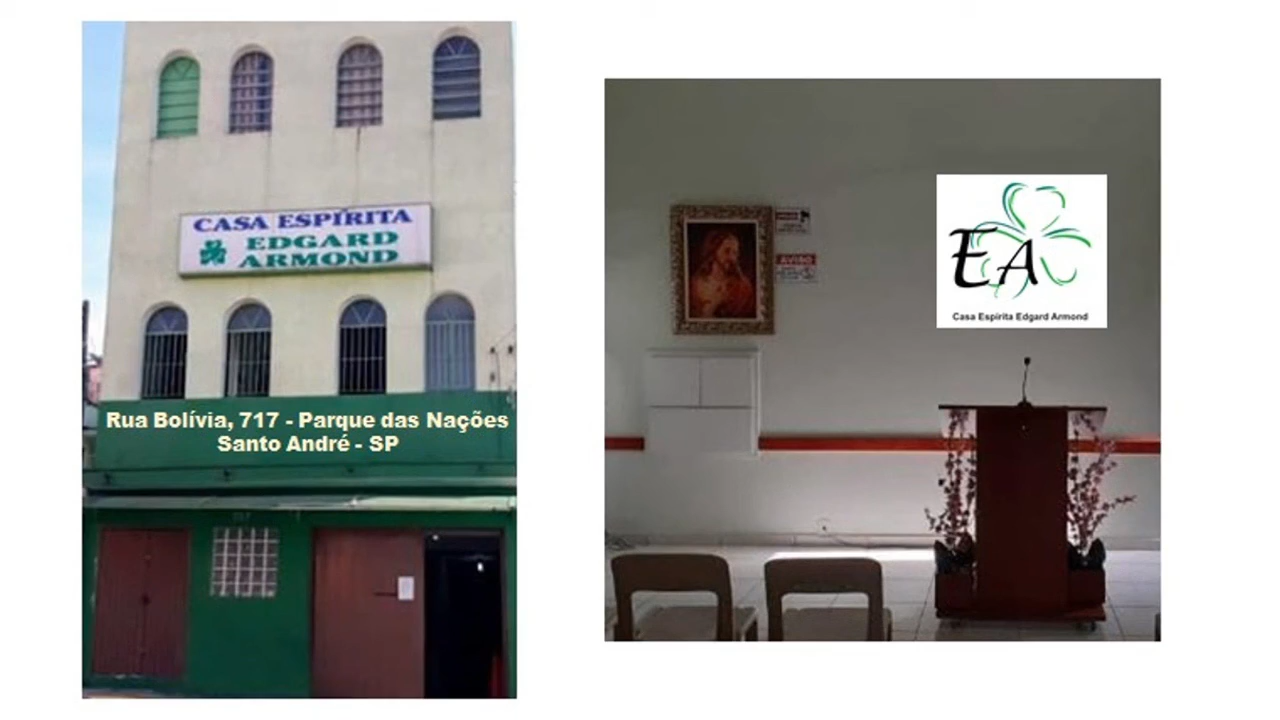 CASA ESPÍRITA
EDGARD
ARMOND
Rua Bolívia, 717 - Parque das Nações
Santo André - SP
AVISO
EA
Casa Espírita Edgard Armond